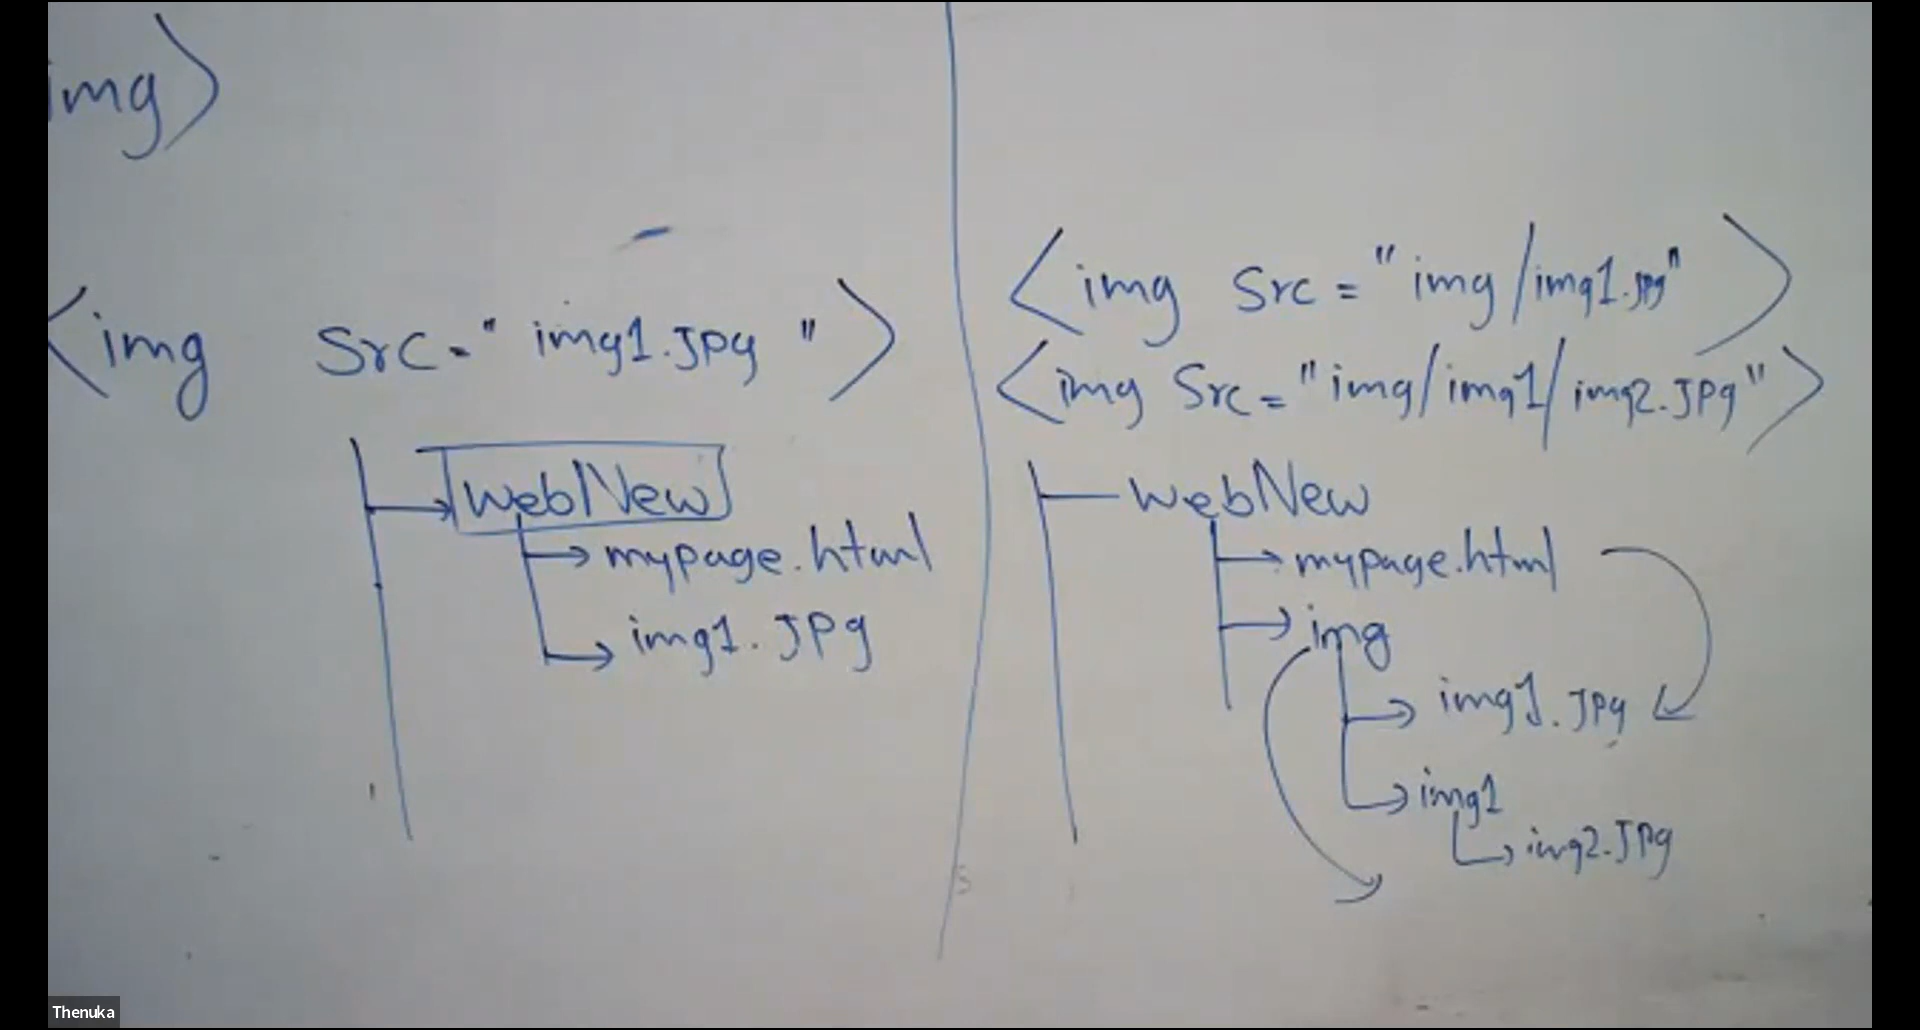 img>
<img Src="img1.JPg">
WebNew
mypage.html
img1.JPg
<img Src="img/img1.jpg">
<img Src="img/img1/img2.JPg">
WebNew
mypage.html
img
img1.JPg
img1
img2.JPg
Thenuka